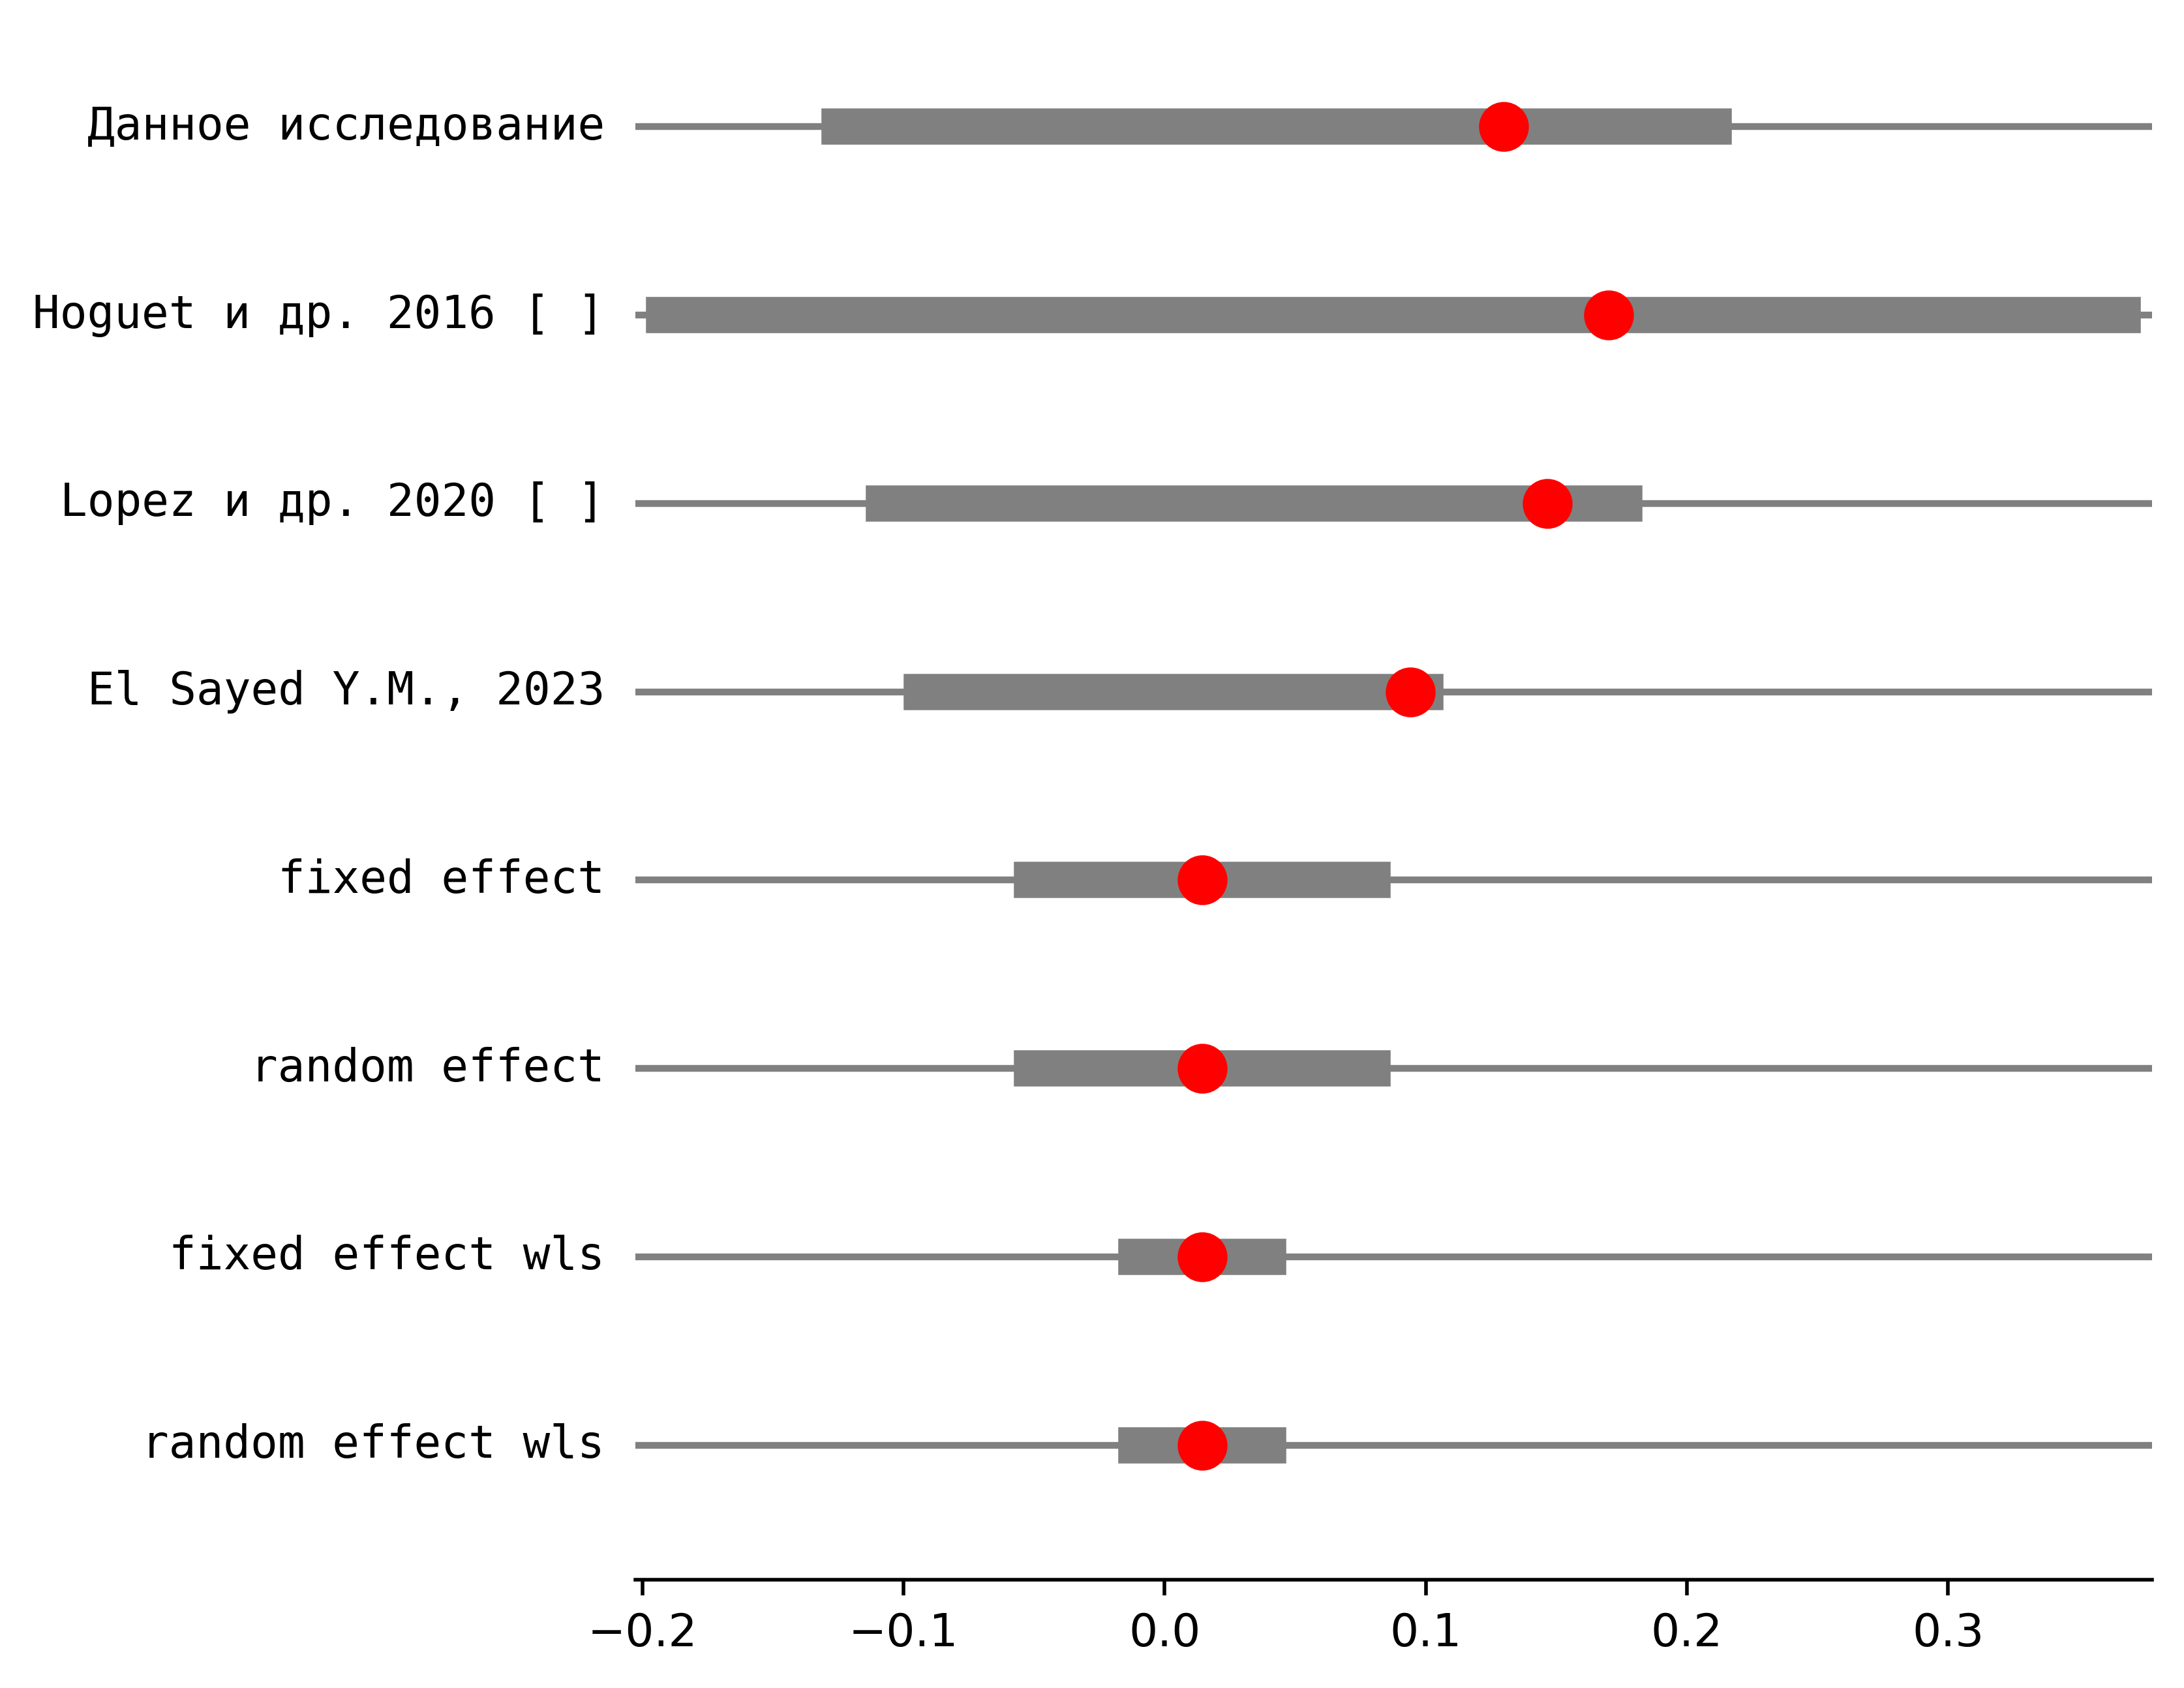 Данное исследование
Hoguet и др. 2016 [ ]
Lopez и др. 2020 [ ]
El Sayed Y.M., 2023
fixed effect
random effect
fixed effect wls
random effect wls
−0.2 −0.1 0.0 0.1 0.2 0.3